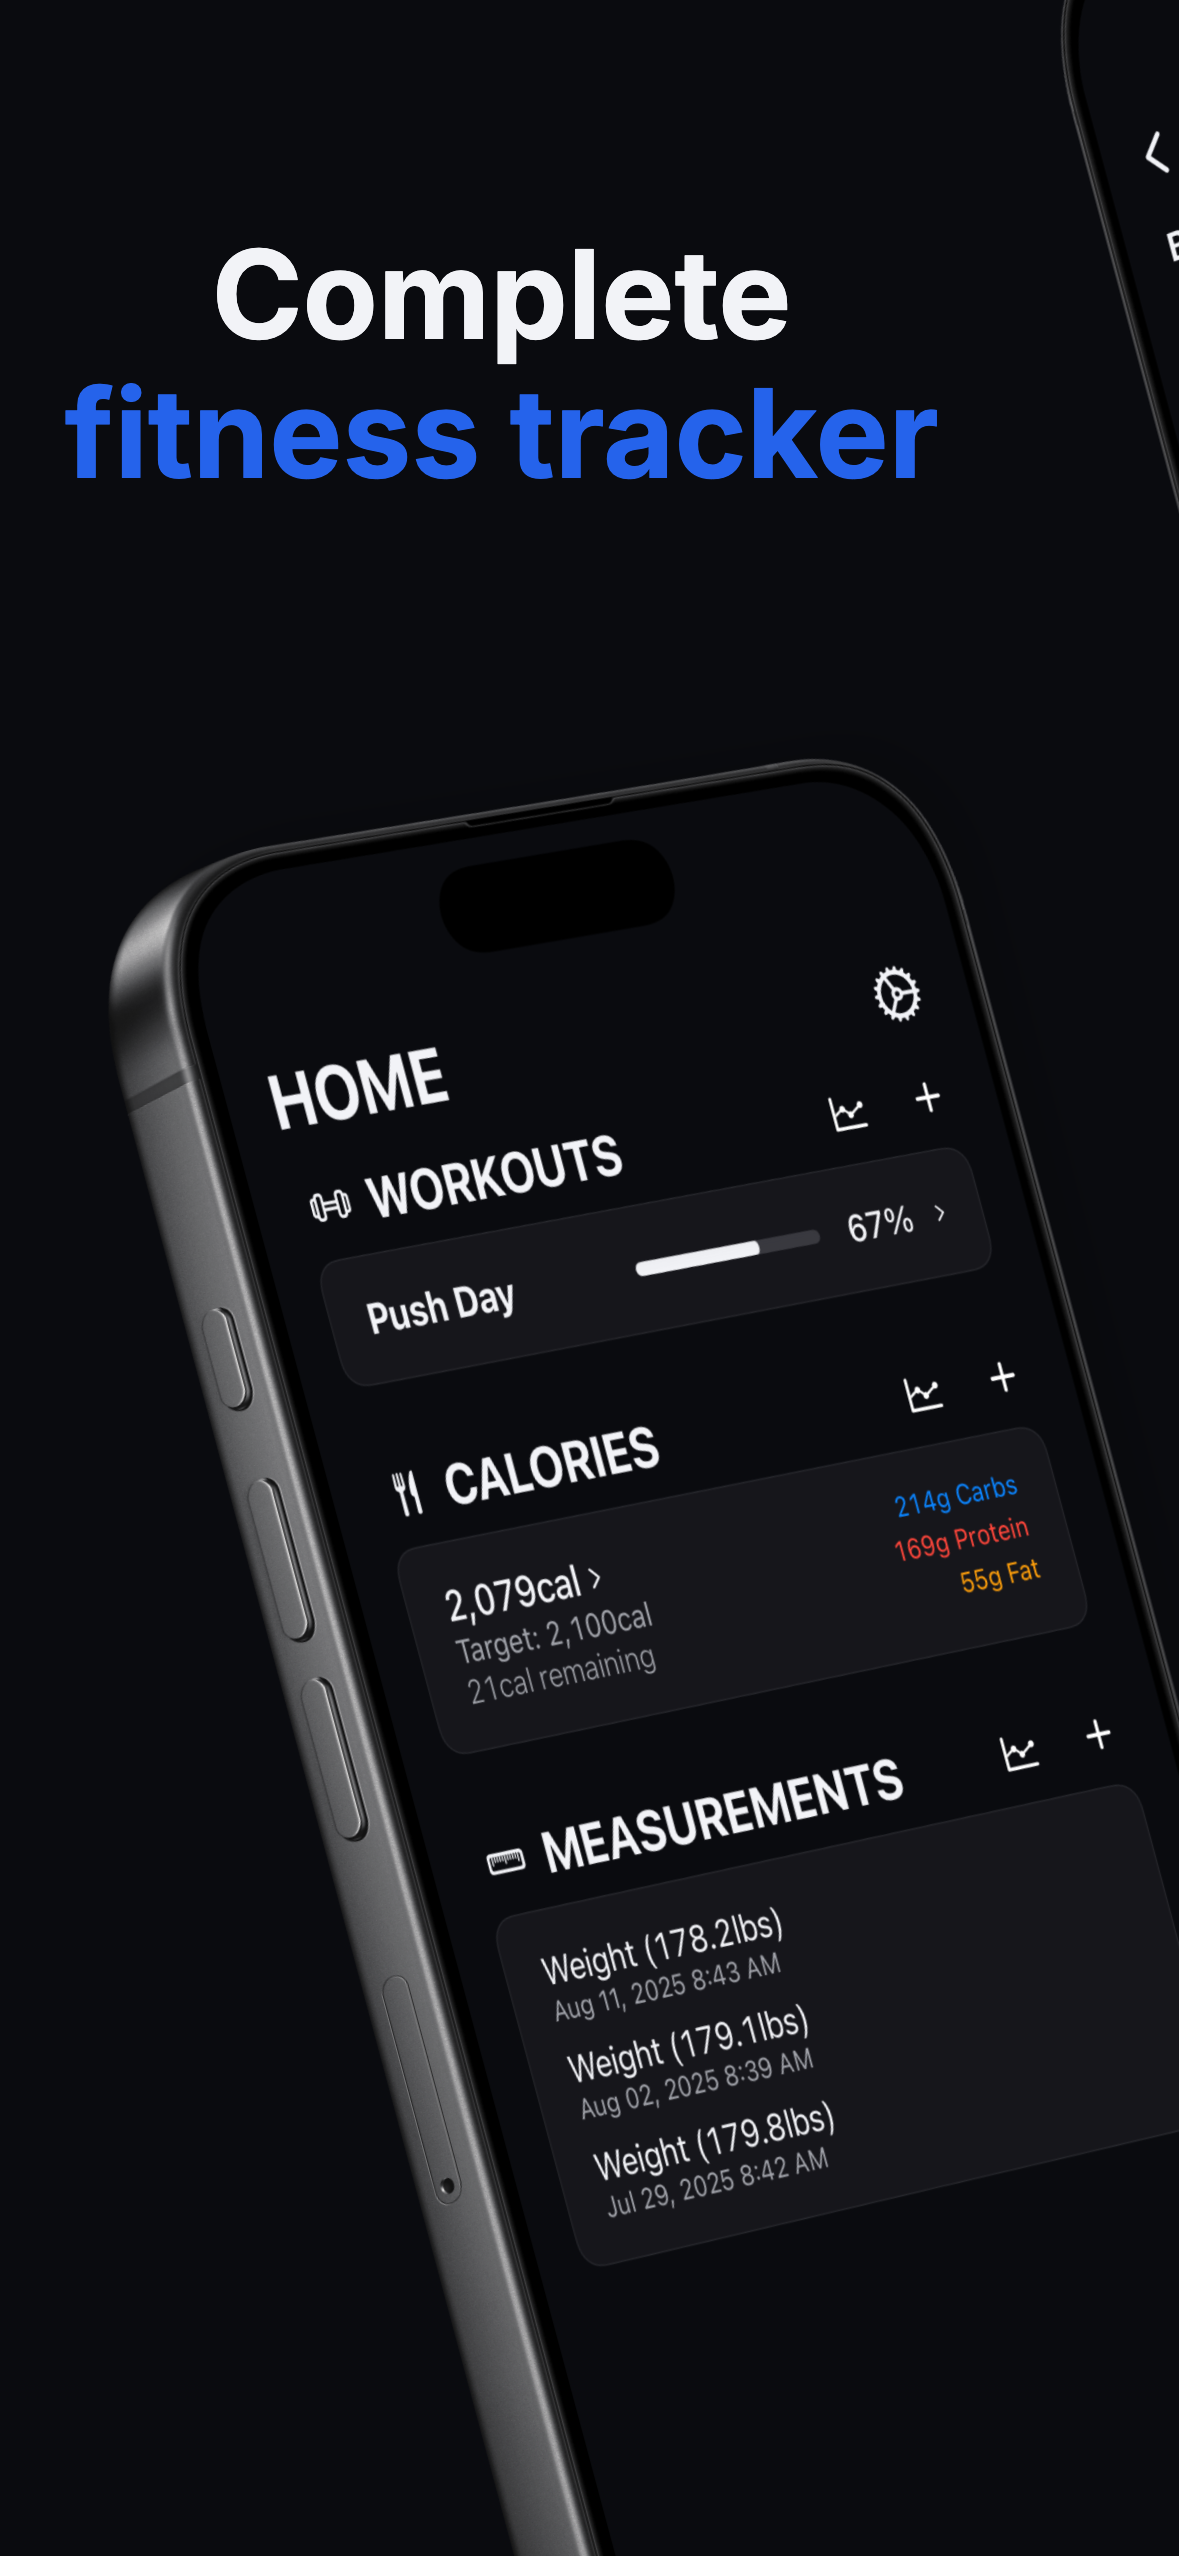 Complete
fitness tracker
HOME
WORKOUTS
Push Day
67%
CALORIES
2,079cal
Target: 2,100cal
21cal remaining
214g Carbs
169g Protein
55g Fat
MEASUREMENTS
Weight (178.2lbs)
Aug 11, 2025 8:43 AM
Weight (179.1lbs)
Aug 02, 2025 8:39 AM
Weight (179.8lbs)
Jul 29, 2025 8:42 AM